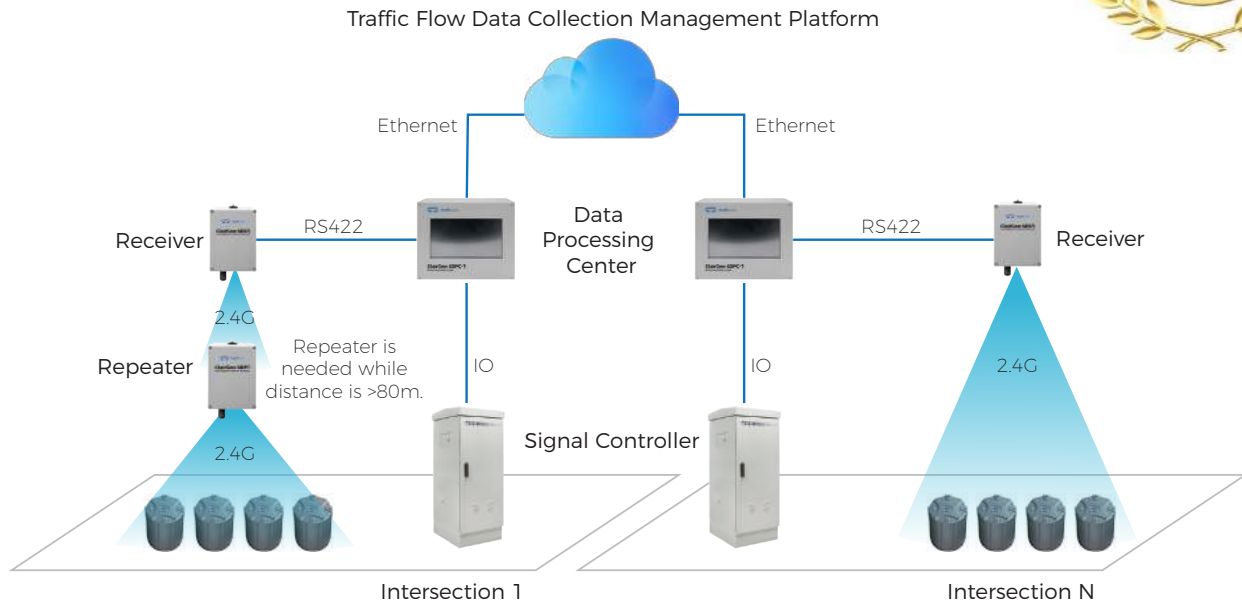 Traffic Flow Data Collection Management Platform
Ethernet
Ethernet
RS422
Data
Processing
Center
RS422
Receiver
Receiver
2.4G
Repeater is
needed while
distance is >80m.
Repeater
IO
IO
2.4G
2.4G
Signal Controller
Intersection 1
Intersection N